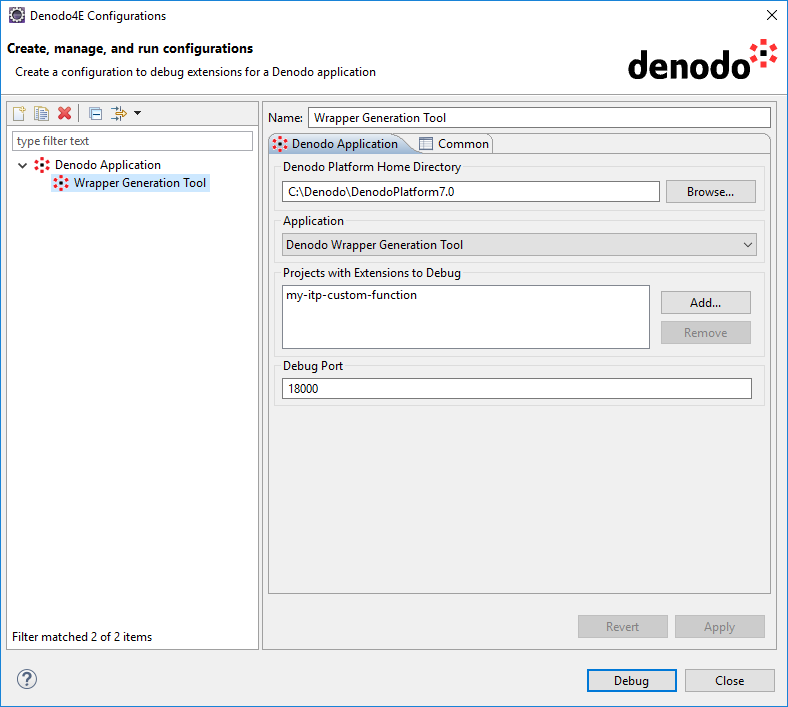 Denodo4E Configurations
Create, manage, and run configurations
Create a configuration to debug extensions for a Denodo application
denodo
type filter text
Denodo Application
Wrapper Generation Tool
Filter matched 2 of 2 items
Name: Wrapper Generation Tool
Denodo Application Common
Denodo Platform Home Directory
C:\Denodo\DenodoPlatform7.0 Browse...
Application
Denodo Wrapper Generation Tool
Projects with Extensions to Debug
my-itp-custom-function
Add...
Remove
Debug Port
18000
Revert Apply
? Debug Close